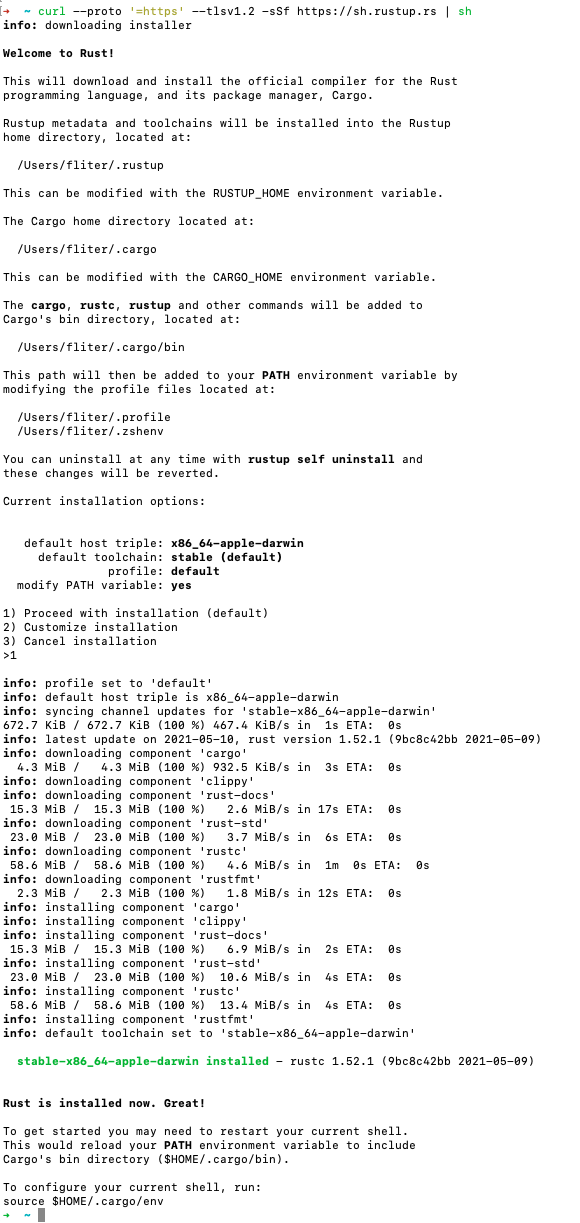 ➜  ~ curl --proto '=https' --tlsv1.2 -sSf https://sh.rustup.rs | sh
info: downloading installer

Welcome to Rust!

This will download and install the official compiler for the Rust
programming language, and its package manager, Cargo.

Rustup metadata and toolchains will be installed into the Rustup
home directory, located at:

  /Users/fliter/.rustup

This can be modified with the RUSTUP_HOME environment variable.

The Cargo home directory located at:

  /Users/fliter/.cargo

This can be modified with the CARGO_HOME environment variable.

The cargo, rustc, rustup and other commands will be added to
Cargo's bin directory, located at:

  /Users/fliter/.cargo/bin

This path will then be added to your PATH environment variable by
modifying the profile files located at:

  /Users/fliter/.profile
  /Users/fliter/.zshenv

You can uninstall at any time with rustup self uninstall and
these changes will be reverted.

Current installation options:


   default host triple: x86_64-apple-darwin
     default toolchain: stable (default)
               profile: default
  modify PATH variable: yes

1) Proceed with installation (default)
2) Customize installation
3) Cancel installation
>1

info: profile set to 'default'
info: default host triple is x86_64-apple-darwin
info: syncing channel updates for 'stable-x86_64-apple-darwin'
672.7 KiB / 672.7 KiB (100 %) 467.4 KiB/s in  1s ETA:  0s
info: latest update on 2021-05-10, rust version 1.52.1 (9bc8c42bb 2021-05-09)
info: downloading component 'cargo'
  4.3 MiB /   4.3 MiB (100 %) 932.5 KiB/s in  3s ETA:  0s
info: downloading component 'clippy'
info: downloading component 'rust-docs'
 15.3 MiB /  15.3 MiB (100 %)   2.6 MiB/s in 17s ETA:  0s
info: downloading component 'rust-std'
 23.0 MiB /  23.0 MiB (100 %)   3.7 MiB/s in  6s ETA:  0s
info: downloading component 'rustc'
 58.6 MiB /  58.6 MiB (100 %)   4.6 MiB/s in  1m  0s ETA:  0s
info: downloading component 'rustfmt'
  2.3 MiB /   2.3 MiB (100 %)   1.8 MiB/s in 12s ETA:  0s
info: installing component 'cargo'
info: installing component 'clippy'
info: installing component 'rust-docs'
 15.3 MiB /  15.3 MiB (100 %)   6.9 MiB/s in  2s ETA:  0s
info: installing component 'rust-std'
 23.0 MiB /  23.0 MiB (100 %)  10.6 MiB/s in  4s ETA:  0s
info: installing component 'rustc'
 58.6 MiB /  58.6 MiB (100 %)  13.4 MiB/s in  4s ETA:  0s
info: installing component 'rustfmt'
info: default toolchain set to 'stable-x86_64-apple-darwin'

  stable-x86_64-apple-darwin installed - rustc 1.52.1 (9bc8c42bb 2021-05-09)


Rust is installed now. Great!

To get started you may need to restart your current shell.
This would reload your PATH environment variable to include
Cargo's bin directory ($HOME/.cargo/bin).

To configure your current shell, run:
source $HOME/.cargo/env
➜  ~